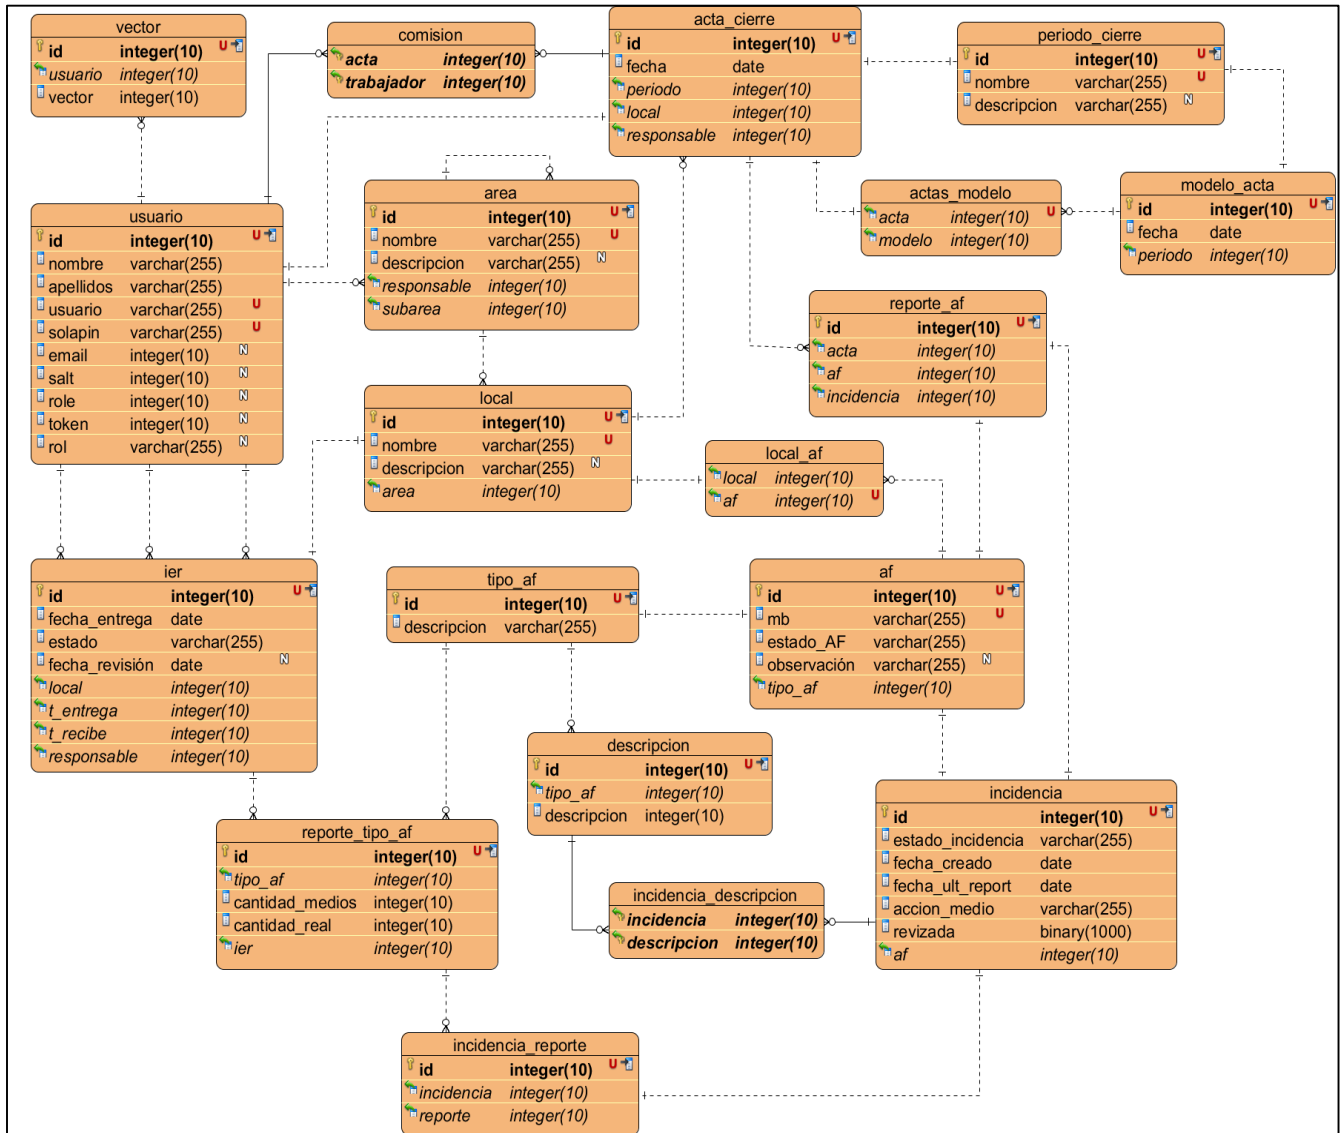 vector
id integer(10) U
usuario integer(10)
vector integer(10)
comision
acta integer(10)
trabajador integer(10)
acta_cierre
id integer(10) U
fecha date
periodo integer(10)
local integer(10)
responsable integer(10)
periodo_cierre
id integer(10) U
nombre varchar(255) U
descripcion varchar(255) N
area
id integer(10) U
nombre varchar(255) U
descripcion varchar(255) N
responsable integer(10)
subarea integer(10)
actas_modelo
acta integer(10) U
modelo integer(10)
modelo_acta
id integer(10) U
fecha date
periodo integer(10)
usuario
id integer(10) U
nombre varchar(255)
apellidos varchar(255)
usuario varchar(255) U
solapin varchar(255) U
email integer(10) N
salt integer(10) N
role integer(10) N
token integer(10) N
rol varchar(255) N
reporte_af
id integer(10) U
acta integer(10)
af integer(10)
incidencia integer(10)
local
id integer(10) U
nombre varchar(255) U
descripcion varchar(255) N
area integer(10)
local_af
local integer(10)
af integer(10) U
ier
id integer(10) U
fecha_entrega date
estado varchar(255)
fecha_revisión date N
local integer(10)
t_entrega integer(10)
t_recibe integer(10)
responsable integer(10)
tipo_af
id integer(10) U
descripcion varchar(255)
af
id integer(10) U
mb varchar(255) U
estado_AF varchar(255)
observación varchar(255) N
tipo_af integer(10)
descripcion
id integer(10) U
tipo_af integer(10)
descripcion integer(10)
incidencia
id integer(10) U
estado_incidencia varchar(255)
fecha_creado date
fecha_ult_report date
accion_medio varchar(255)
revizada binary(1000)
af integer(10)
reporte_tipo_af
id integer(10) U
tipo_af integer(10)
cantidad_medios integer(10)
cantidad_real integer(10)
ier integer(10)
incidencia_descripcion
incidencia integer(10)
descripcion integer(10)
incidencia_reporte
id integer(10) U
incidencia integer(10)
reporte integer(10)